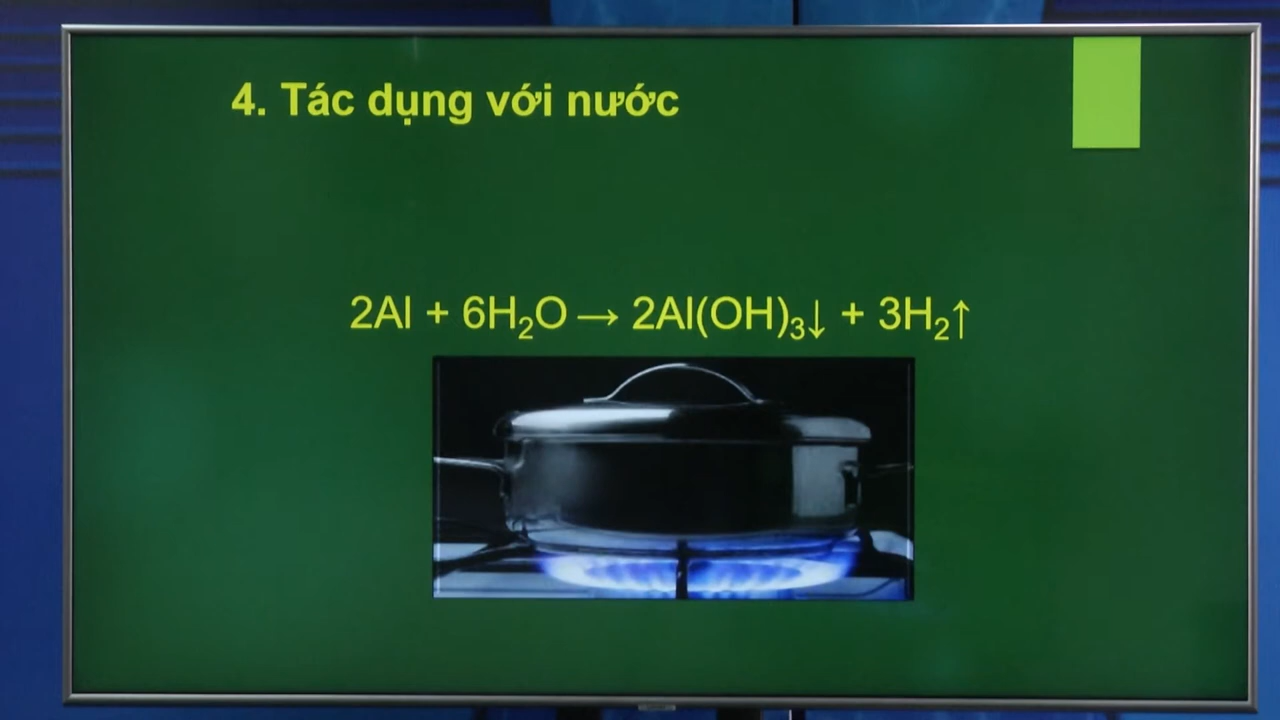 4. Tác dụng với nước
2Al + 6H₂O → 2Al(OH)₃↓ + 3H₂↑